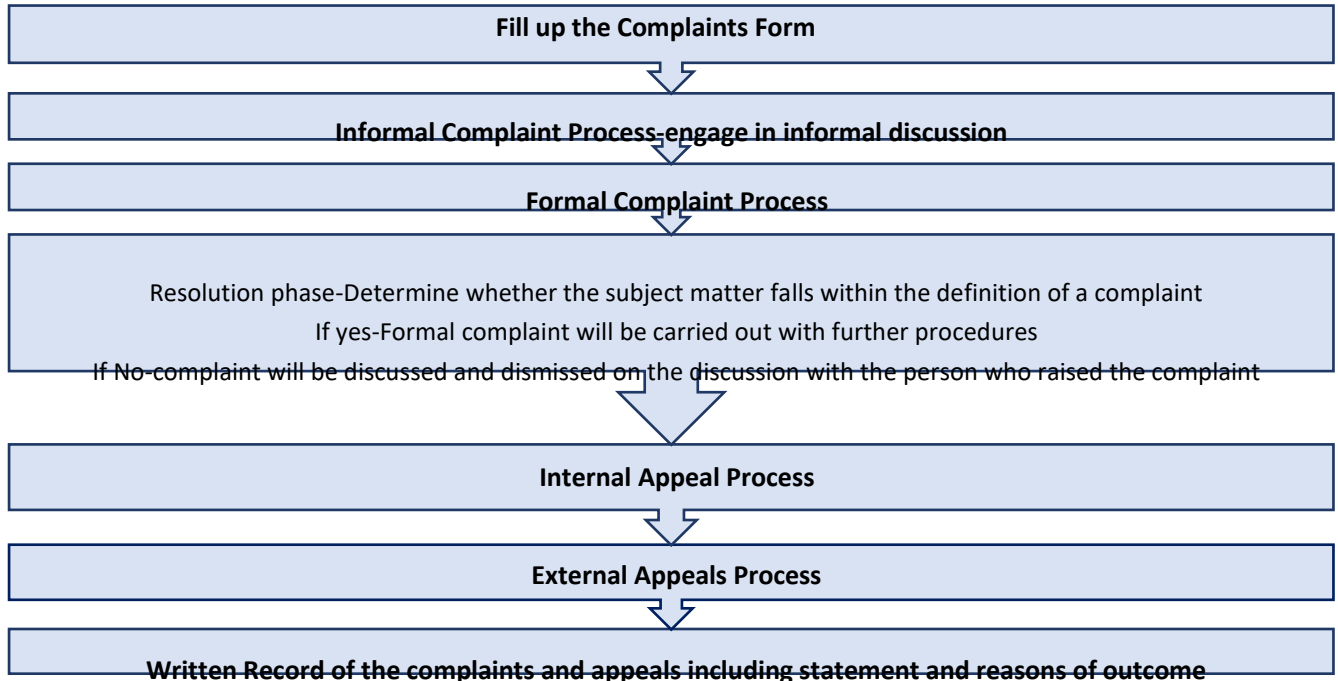 Fill up the Complaints Form
Informal Complaint Process-engage in informal discussion
Formal Complaint Process
Resolution phase-Determine whether the subject matter falls within the definition of a complaint
If yes-Formal complaint will be carried out with further procedures
If No-complaint will be discussed and dismissed on the discussion with the person who raised the complaint
Internal Appeal Process
External Appeals Process
Written Record of the complaints and appeals including statement and reasons of outcome